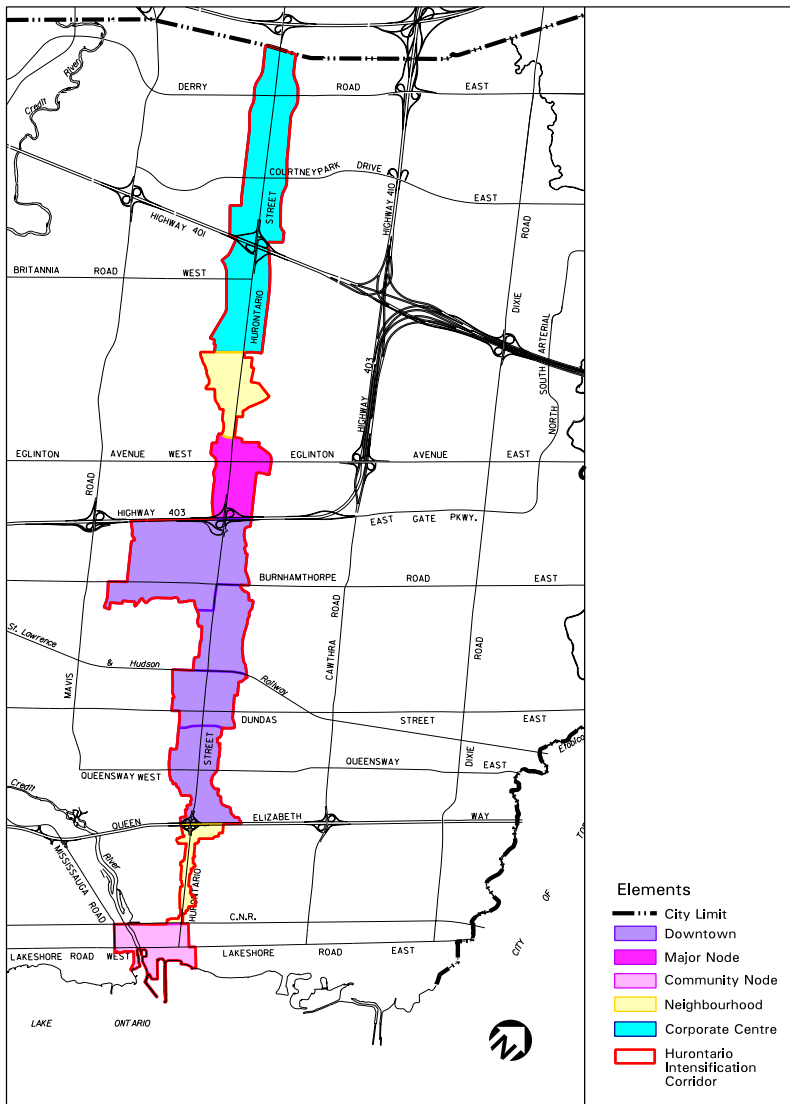 DERRY ROAD EAST
Credit River
COURTNEYPARK DRIVE EAST
HIGHWAY 401
STREET
HIGHWAY 410
ROAD
BRITANNIA ROAD WEST
HURONTARIO
DIXIE
SOUTH ARTERIAL
NORTH
HIGHWAY 403
EGLINTON AVENUE WEST EGLINTON AVENUE EAST
ROAD
HIGHWAY 403
EAST GATE PKWY.
BURNHAMTHORPE ROAD EAST
ROAD
CAWTHRA
ROAD
St. Lawrence & Hudson Railway
MAVIS
DUNDAS STREET EAST
STREET
DIXIE
QUEENSWAY WEST QUEENSWAY EAST
Credit River
QUEEN ELIZABETH WAY
MISSISSAUGA ROAD
HURONTARIO
C.N.R.
LAKESHORE ROAD WEST LAKESHORE ROAD EAST
CITY OF TO
LAKE ONTARIO
N
Elements
City Limit
Downtown
Major Node
Community Node
Neighbourhood
Corporate Centre
Hurontario
Intensification
Corridor